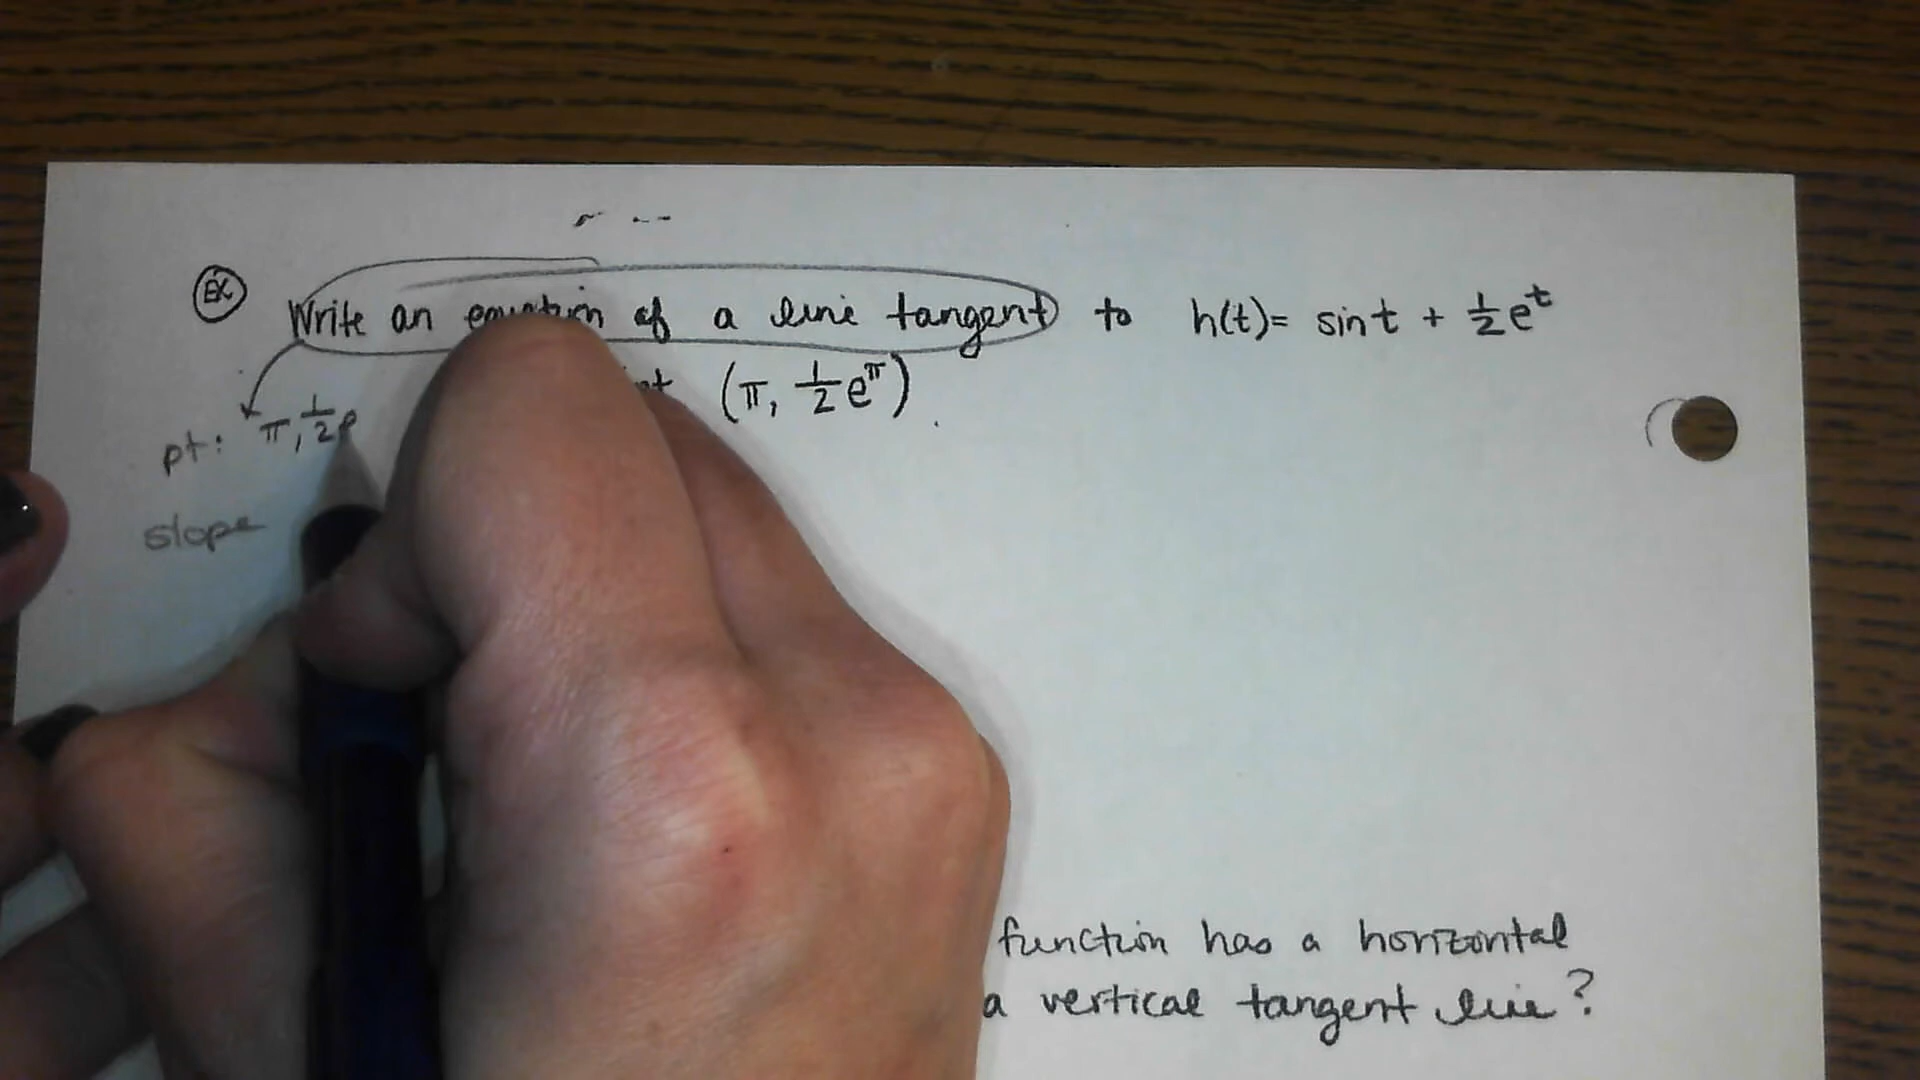 Ex Write an equation of a line tangent to h(t)= sin t + ½e^t
(π, ½e^π).
pt: π, ½e
slope
function has a horizontal
a vertical tangent line?